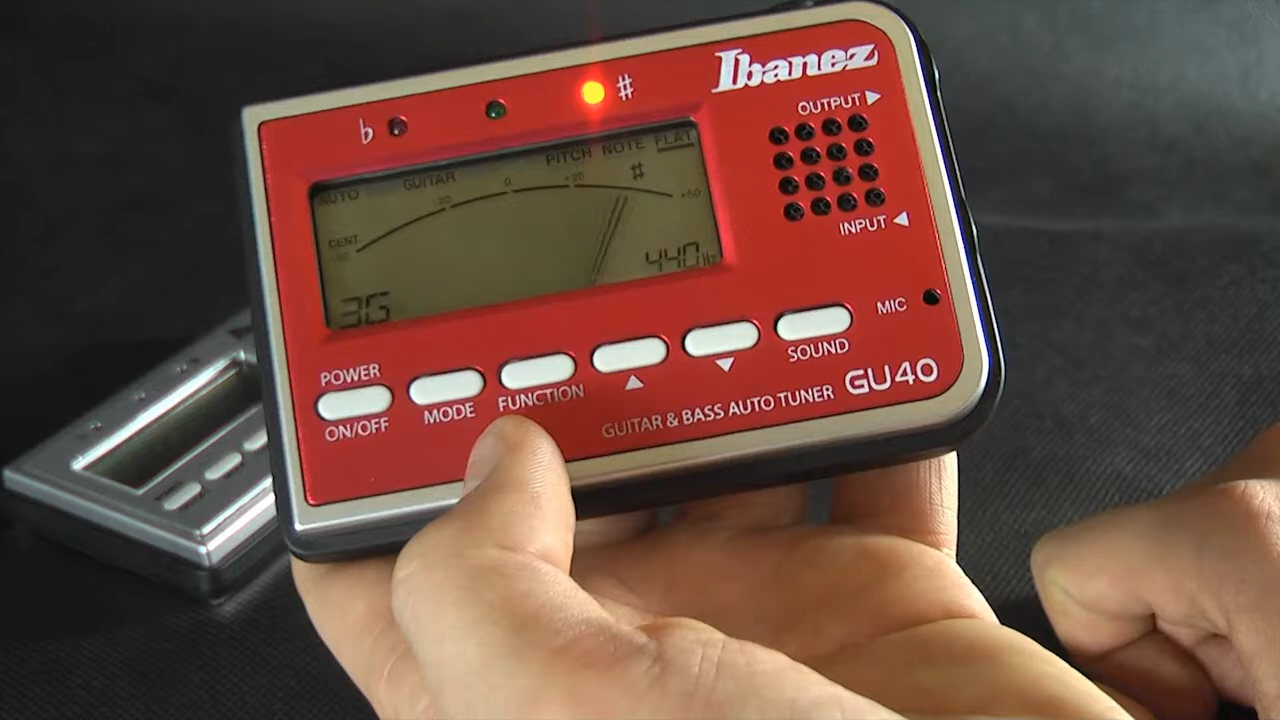 Ibanez
OUTPUT ▶
♭
♯
PITCH NOTE FLAT
AUTO GUITAR
♯
20 0 +20 +50
CENT
440Hz
3G
INPUT ◀
MIC
POWER
ON/OFF
MODE
FUNCTION
▲
▼
SOUND
GUITAR & BASS AUTO TUNER GU40